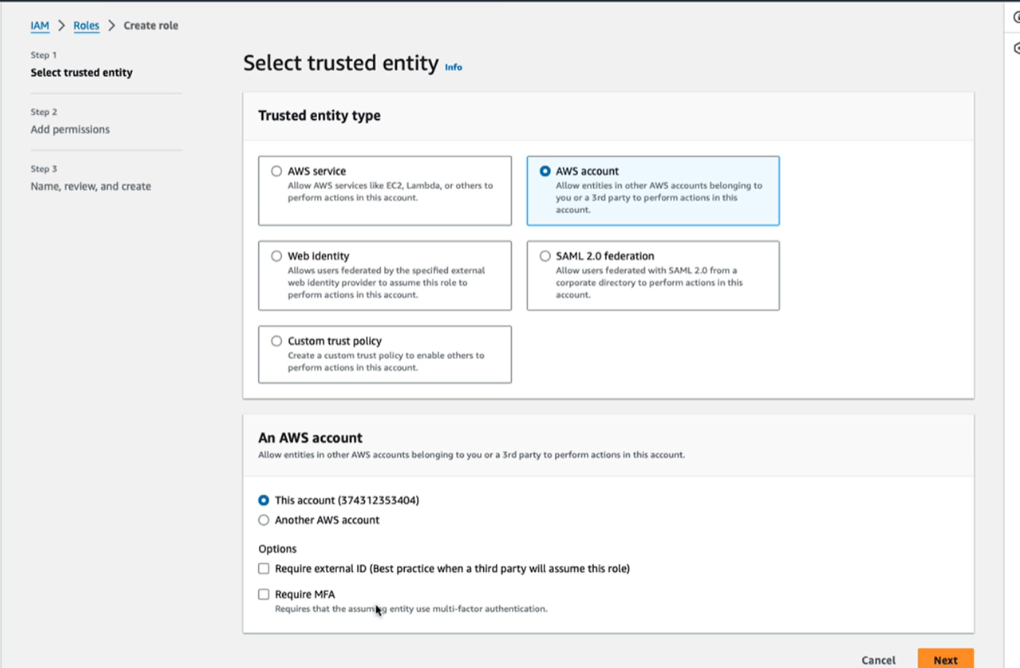 IAM > Roles > Create role
Step 1
Select trusted entity
Step 2
Add permissions
Step 3
Name, review, and create
Select trusted entity Info
Trusted entity type
AWS service
Allow AWS services like EC2, Lambda, or others to
perform actions in this account.
AWS account
Allow entities in other AWS accounts belonging to
you or a 3rd party to perform actions in this
account.
Web identity
Allows users federated by the specified external
web identity provider to assume this role to
perform actions in this account.
SAML 2.0 federation
Allow users federated with SAML 2.0 from a
corporate directory to perform actions in this
account.
Custom trust policy
Create a custom trust policy to enable others to
perform actions in this account.
An AWS account
Allow entities in other AWS accounts belonging to you or a 3rd party to perform actions in this account.
This account (374312353404)
Another AWS account
Options
Require external ID (Best practice when a third party will assume this role)
Require MFA
Requires that the assuming entity use multi-factor authentication.
Cancel
Next